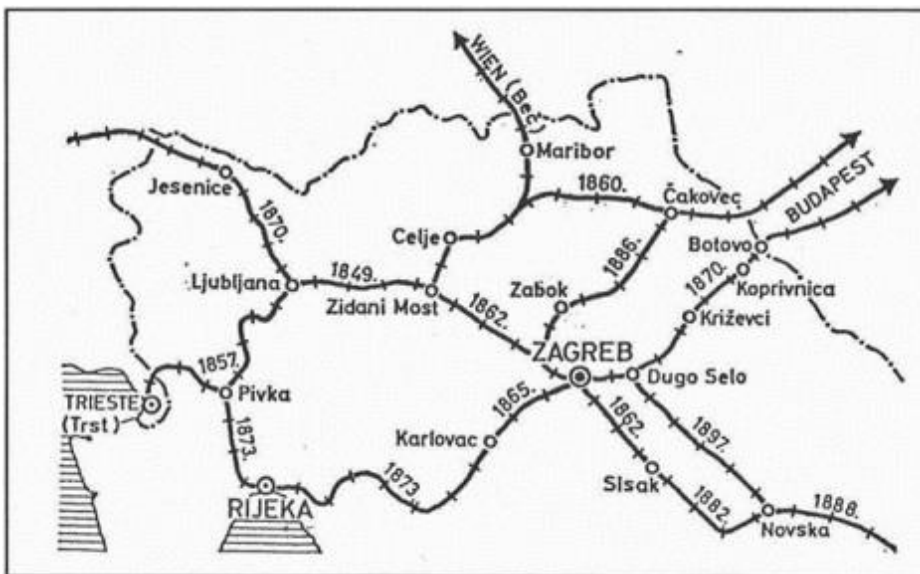 WIEN (Beč)
Maribor
Jesenice
1860.
Čakovec
BUDAPEST
1870.
Celje
Botovo
1886.
1870.
Ljubljana
1849.
Zidani Most
Zabok
Koprivnica
1862.
Križevci
ZAGREB
1857.
Dugo Selo
TRIESTE
(Trst)
Pivka
1865.
1873.
Karlovac
1862.
1897.
Sisak
RIJEKA
1873
1882.
Novska
1888.